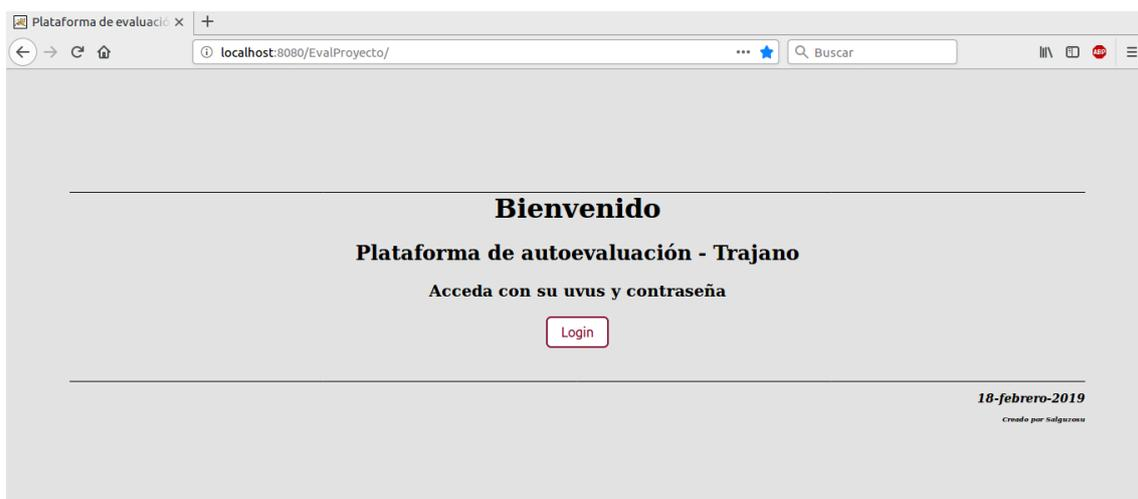 Plataforma de evaluació
localhost:8080/EvalProyecto/
Buscar
ABP
Bienvenido
Plataforma de autoevaluación - Trajano
Acceda con su uvus y contraseña
Login
18-febrero-2019
Creado por Salguzosu